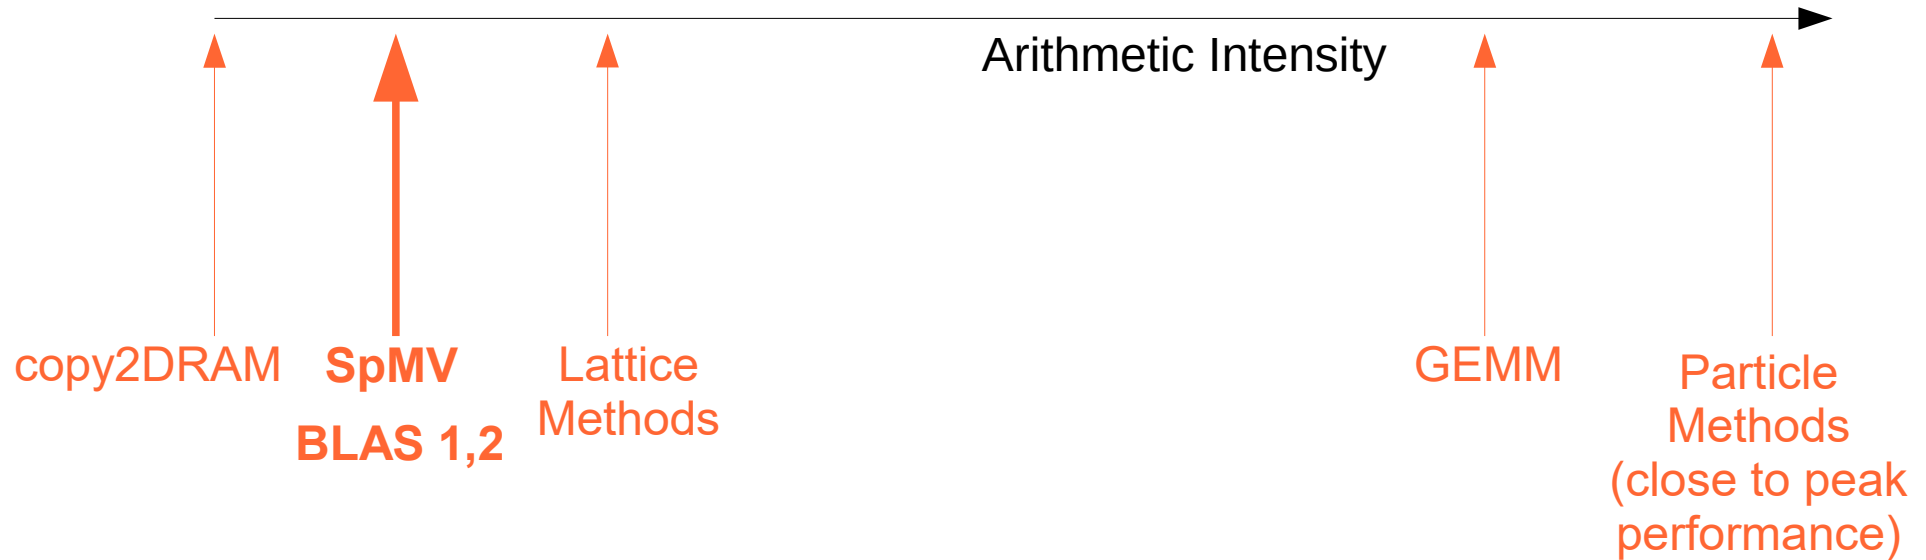 Arithmetic Intensity
copy2DRAM
SpMV
BLAS 1,2
Lattice
Methods
GEMM
Particle
Methods
(close to peak
performance)